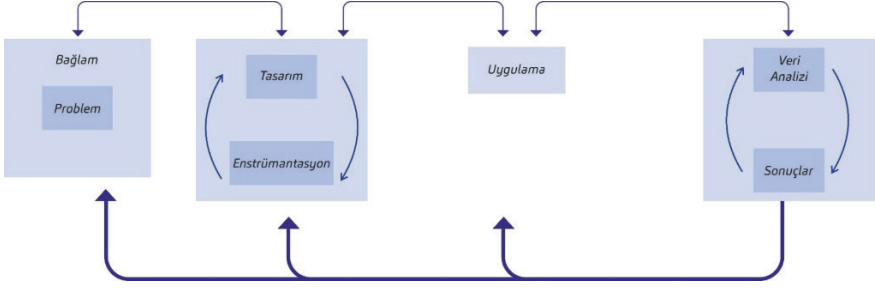 Bağlam
Problem
Tasarım
Enstrümantasyon
Uygulama
Veri
Analizi
Sonuçlar